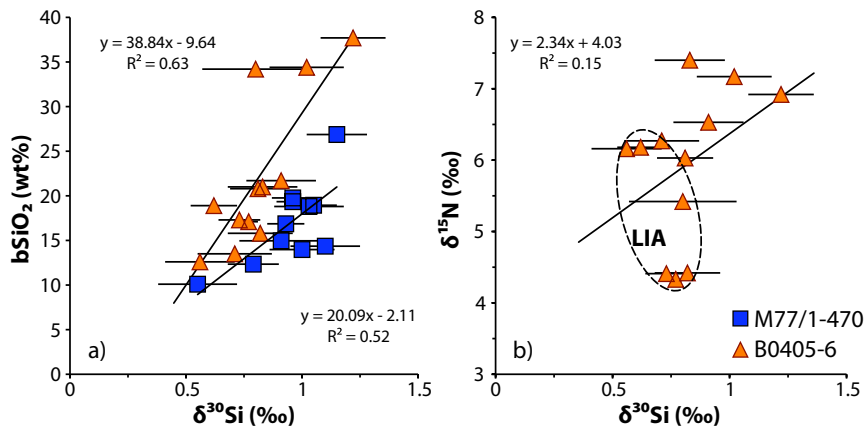 y = 38.84x - 9.64
R² = 0.63
40
35
30
25
20
15
10
5
0
bSiO₂ (wt%)
y = 20.09x - 2.11
R² = 0.52
a)
0
0.5
1
1.5
δ³⁰Si (‰)
y = 2.34x + 4.03
R² = 0.15
8
7
6
5
4
3
δ¹⁵N (‰)
LIA
M77/1-470
B0405-6
b)
0
0.5
1
1.5
δ³⁰Si (‰)